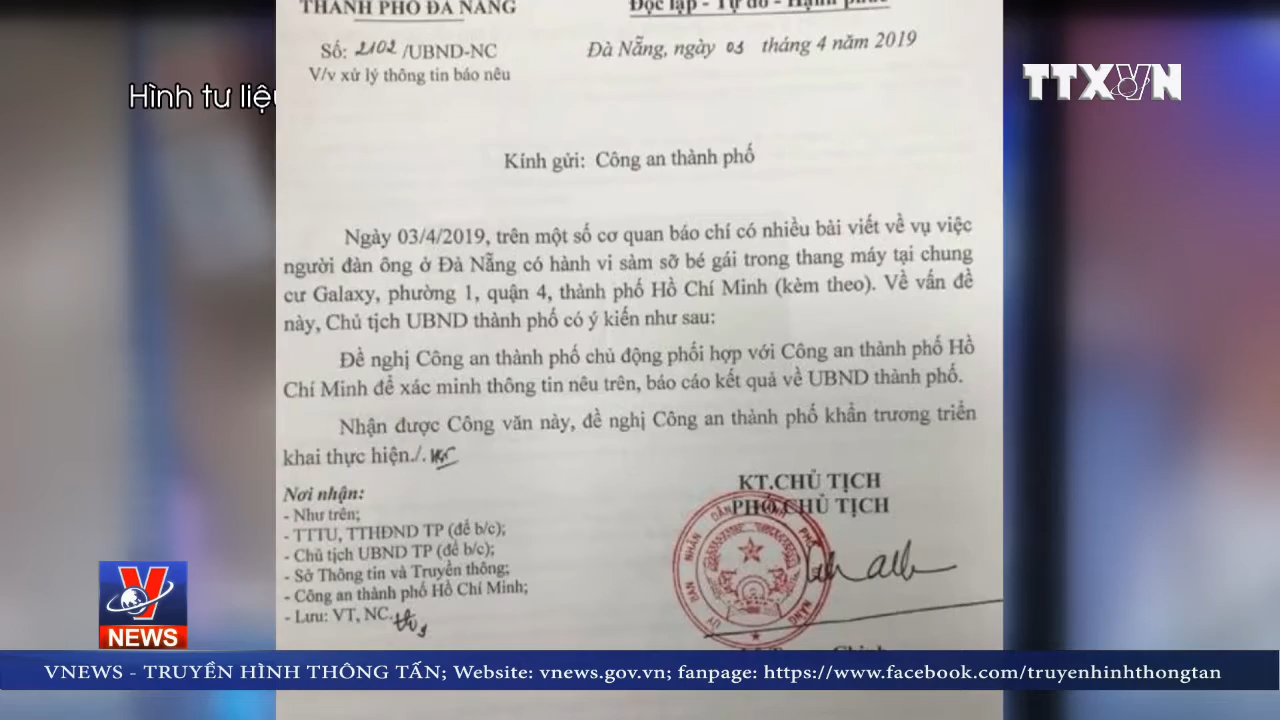 THÀNH PHỐ ĐÀ NẴNG
Độc lập - Tự do - Hạnh phúc
Số: 2102 /UBND-NC
Đà Nẵng, ngày 03 tháng 4 năm 2019
V/v xử lý thông tin báo nêu
TTXVN
Hình tư liệu
Kính gửi: Công an thành phố
Ngày 03/4/2019, trên một số cơ quan báo chí có nhiều bài viết về vụ việc
người đàn ông ở Đà Nẵng có hành vi sàm sỡ bé gái trong thang máy tại chung
cư Galaxy, phường 1, quận 4, thành phố Hồ Chí Minh (kèm theo). Về vấn đề
này, Chủ tịch UBND thành phố có ý kiến như sau:
Đề nghị Công an thành phố chủ động phối hợp với Công an thành phố Hồ
Chí Minh để xác minh thông tin nêu trên, báo cáo kết quả về UBND thành phố.
Nhận được Công văn này, đề nghị Công an thành phố khẩn trương triển
khai thực hiện./.
KT.CHỦ TỊCH
PHÓ CHỦ TỊCH
Nơi nhận:
- Như trên;
- TTTU, TTHĐND TP (để b/c);
- Chủ tịch UBND TP (để b/c);
- Sở Thông tin và Truyền thông;
- Công an thành phố Hồ Chí Minh;
- Lưu: VT, NC.
ỦY BAN NHÂN DÂN THÀNH PHỐ ĐÀ NẴNG
V NEWS
VNEWS - TRUYỀN HÌNH THÔNG TẤN; Website: vnews.gov.vn; fanpage: https://www.facebook.com/truyenhinhthongtan